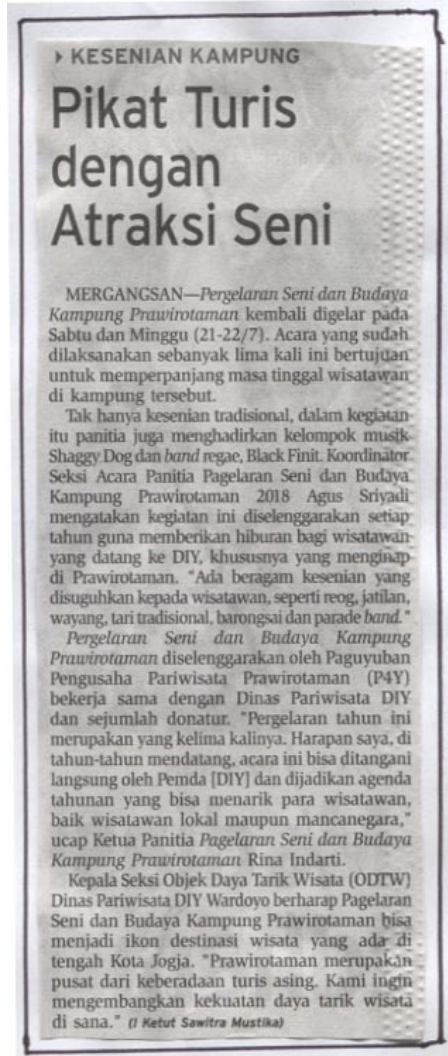 ▸ KESENIAN KAMPUNG
Pikat Turis
dengan
Atraksi Seni
MERGANGSAN—Pergelaran Seni dan Budaya
Kampung Prawirotaman kembali digelar pada
Sabtu dan Minggu (21-22/7). Acara yang sudah
dilaksanakan sebanyak lima kali ini bertujuan
untuk memperpanjang masa tinggal wisatawan
di kampung tersebut.
Tak hanya kesenian tradisional, dalam kegiatan
itu panitia juga menghadirkan kelompok musik
Shaggy Dog dan band regae, Black Finit. Koordinator
Seksi Acara Panitia Pagelaran Seni dan Budaya
Kampung Prawirotaman 2018 Agus Sriyadi
mengatakan kegiatan ini diselenggarakan setiap
tahun guna memberikan hiburan bagi wisatawan
yang datang ke DIY, khususnya yang menginap
di Prawirotaman. "Ada beragam kesenian yang
disuguhkan kepada wisatawan, seperti reog, jatilan,
wayang, tari tradisional, barongsai dan parade band."
Pergelaran Seni dan Budaya Kampung
Prawirotaman diselenggarakan oleh Paguyuban
Pengusaha Pariwisata Prawirotaman (P4Y)
bekerja sama dengan Dinas Pariwisata DIY
dan sejumlah donatur. "Pergelaran tahun ini
merupakan yang kelima kalinya. Harapan saya, di
tahun-tahun mendatang, acara ini bisa ditangani
langsung oleh Pemda [DIY] dan dijadikan agenda
tahunan yang bisa menarik para wisatawan,
baik wisatawan lokal maupun mancanegara,"
ucap Ketua Panitia Pagelaran Seni dan Budaya
Kampung Prawirotaman Rina Indarti.
Kepala Seksi Objek Daya Tarik Wisata (ODTW)
Dinas Pariwisata DIY Wardoyo berharap Pagelaran
Seni dan Budaya Kampung Prawirotaman bisa
menjadi ikon destinasi wisata yang ada di
tengah Kota Jogja. "Prawirotaman merupakan
pusat dari keberadaan turis asing. Kami ingin
mengembangkan kekuatan daya tarik wisata
di sana." (I Ketut Sawitra Mustika)